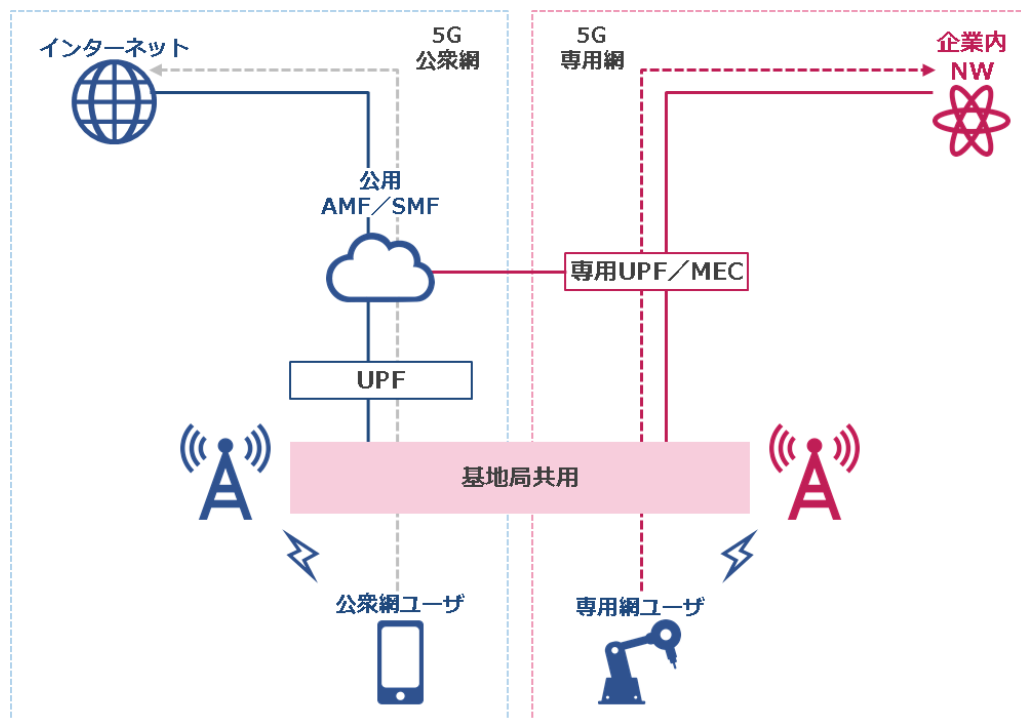 インターネット
5G
公衆網
5G
専用網
企業内
NW
公用
AMF／SMF
専用UPF／MEC
UPF
基地局共用
公衆網ユーザ
専用網ユーザ